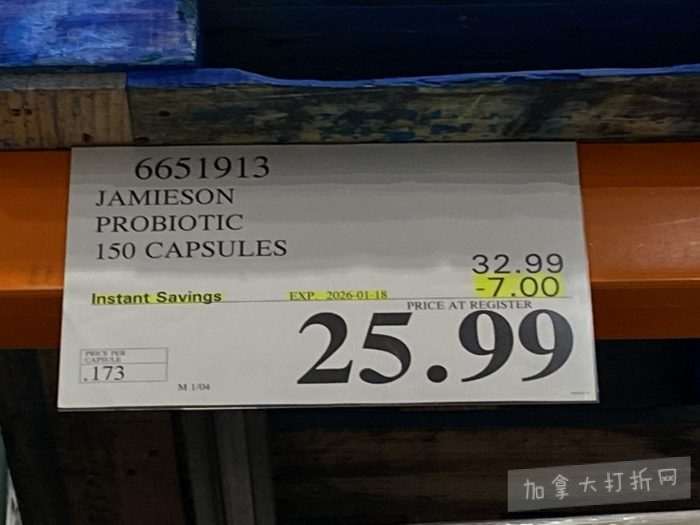 6651913
JAMIESON
PROBIOTIC
150 CAPSULES
32.99
Instant Savings EXP. 2026-01-18 -7.00
PRICE AT REGISTER
25.99
PRICE PER
CAPSULE
.173
M 1/04
加拿大打折网